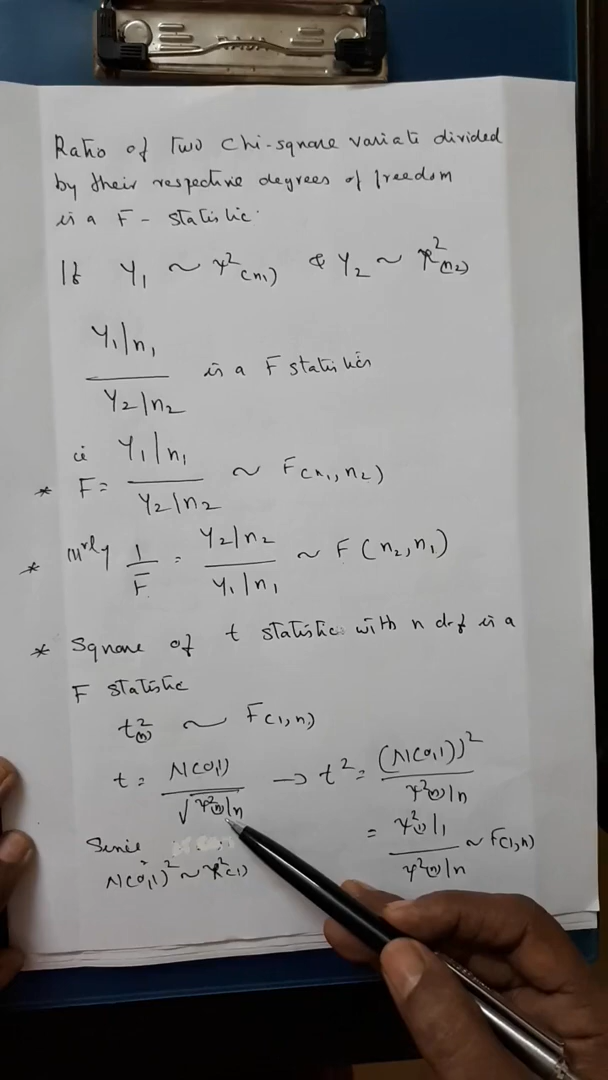 Ratio of two chi-square variate divided
by their respective degrees of freedom
is a F - statistic.
If Y₁ ~ χ²(n₁) & Y₂ ~ χ²(n₂)
Y₁/n₁
Y₂/n₂
is a F statistics
ie
* F = (Y₁/n₁)/(Y₂/n₂) ~ F(n₁, n₂)
* |||rly 1/F = (Y₂/n₂)/(Y₁/n₁) ~ F(n₂, n₁)
* Square of t statistic with n d.f is a
F statistic
t²(n) ~ F(1, n)
t = N(0,1)/√(χ²(n)/n) → t² = (N(0,1))²/(χ²(n)/n)
= (χ²(1)/1)/(χ²(n)/n) ~ F(1, n)
Since
N(0,1)² ~ χ²(1)